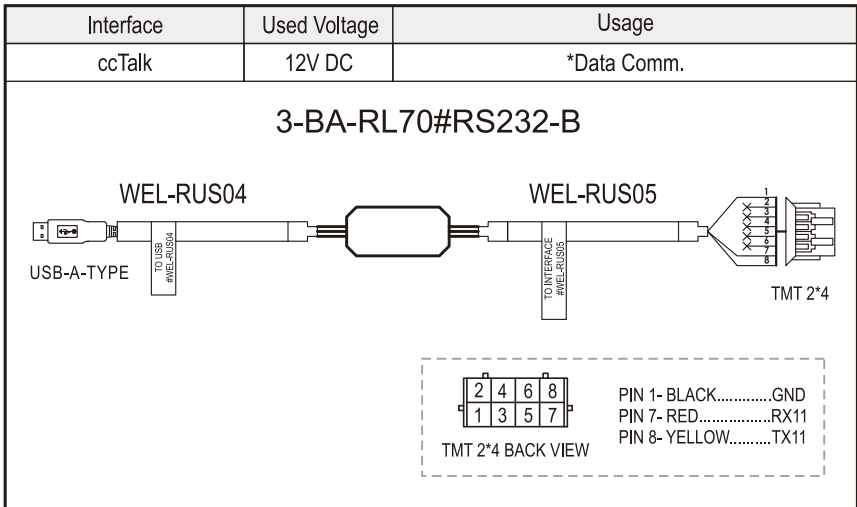 Interface Used Voltage Usage
ccTalk 12V DC *Data Comm.
3-BA-RL70#RS232-B
WEL-RUS04 WEL-RUS05
USB-A-TYPE
TO USB
#WEL-RUS04
TO INTERFACE
#WEL-RUS05
1
2
3
4
5
6
7
8
TMT 2*4
2 4 6 8
1 3 5 7
TMT 2*4 BACK VIEW
PIN 1- BLACK............GND
PIN 7- RED.................RX11
PIN 8- YELLOW.........TX11